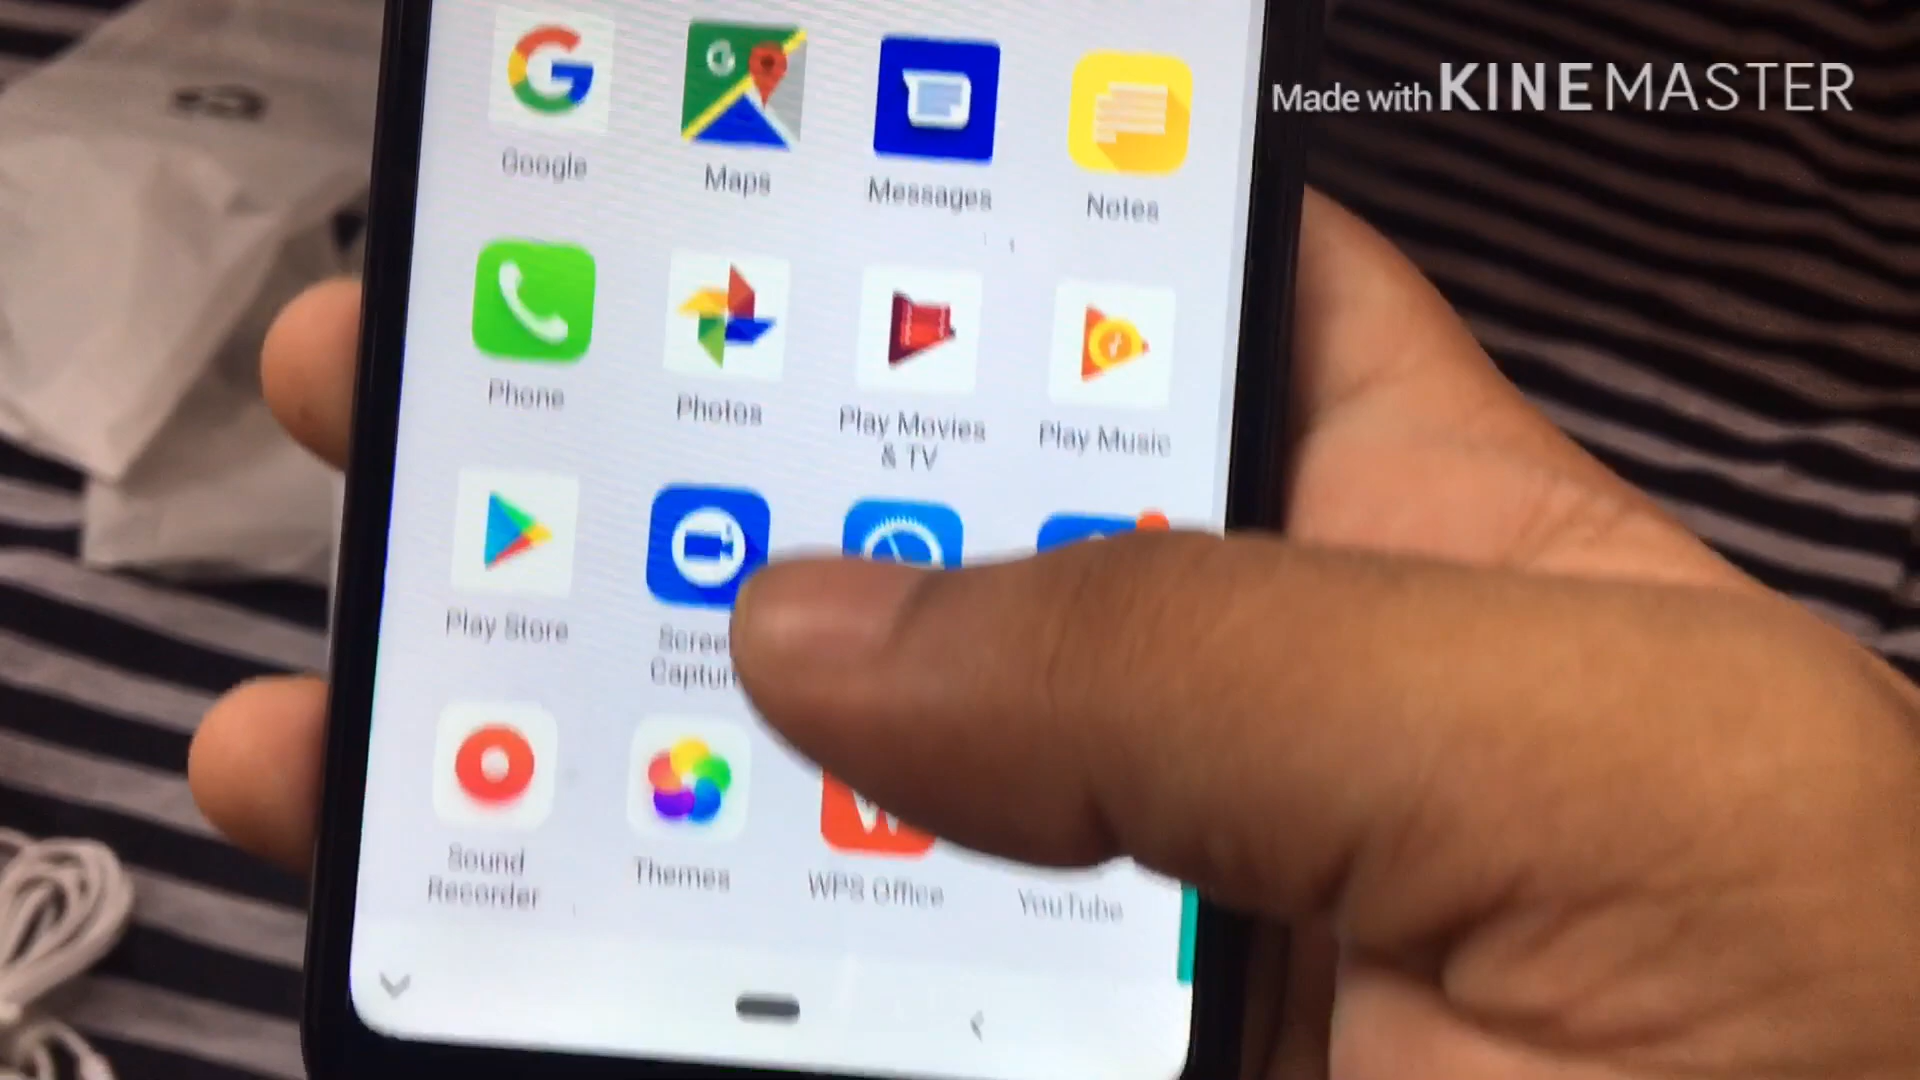 Made with KINEMASTER
Google
Maps
Messages
Notes
Phone
Photos
Play Movies
& TV
Play Music
Play Store
Sound
Recorder
Themes
WPS Office
YouTube